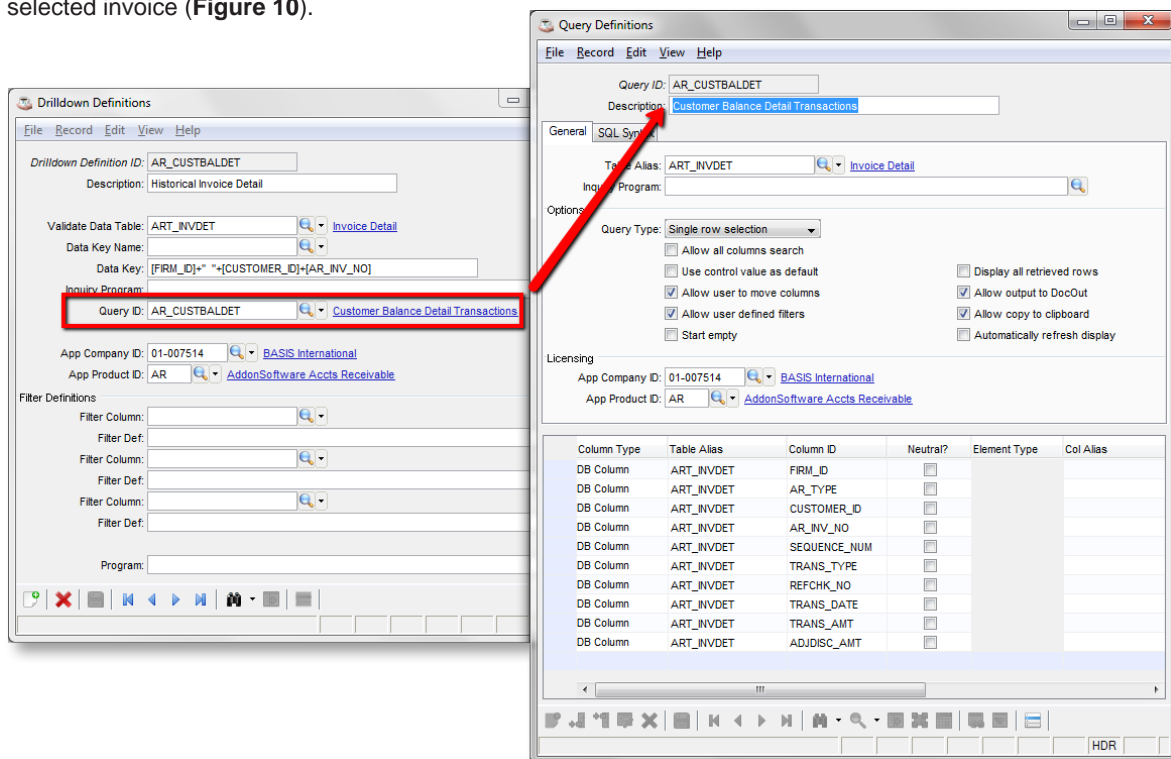 selected invoice (Figure 10).
Drilldown Definitions
File Record Edit View Help
Drilldown Definition ID: AR_CUSTBALDET
Description: Historical Invoice Detail
Validate Data Table: ART_INVDET Invoice Detail
Data Key Name:
Data Key: [FIRM_ID]+" "+[CUSTOMER_ID]+[AR_INV_NO]
Inquiry Program:
Query ID: AR_CUSTBALDET Customer Balance Detail Transactions
App Company ID: 01-007514 BASIS International
App Product ID: AR AddonSoftware Accts Receivable
Filter Definitions
Filter Column:
Filter Def:
Filter Column:
Filter Def:
Filter Column:
Filter Def:
Program:
Query Definitions
File Record Edit View Help
Query ID: AR_CUSTBALDET
Description: Customer Balance Detail Transactions
General SQL Syntax
Table Alias: ART_INVDET Invoice Detail
Inquiry Program:
Options
Query Type: Single row selection
Allow all columns search
Use control value as default Display all retrieved rows
Allow user to move columns Allow output to DocOut
Allow user defined filters Allow copy to clipboard
Start empty Automatically refresh display
Licensing
App Company ID: 01-007514 BASIS International
App Product ID: AR AddonSoftware Accts Receivable
Column Type Table Alias Column ID Neutral? Element Type Col Alias
DB Column ART_INVDET FIRM_ID
DB Column ART_INVDET AR_TYPE
DB Column ART_INVDET CUSTOMER_ID
DB Column ART_INVDET AR_INV_NO
DB Column ART_INVDET SEQUENCE_NUM
DB Column ART_INVDET TRANS_TYPE
DB Column ART_INVDET REFCHK_NO
DB Column ART_INVDET TRANS_DATE
DB Column ART_INVDET TRANS_AMT
DB Column ART_INVDET ADJDISC_AMT
HDR